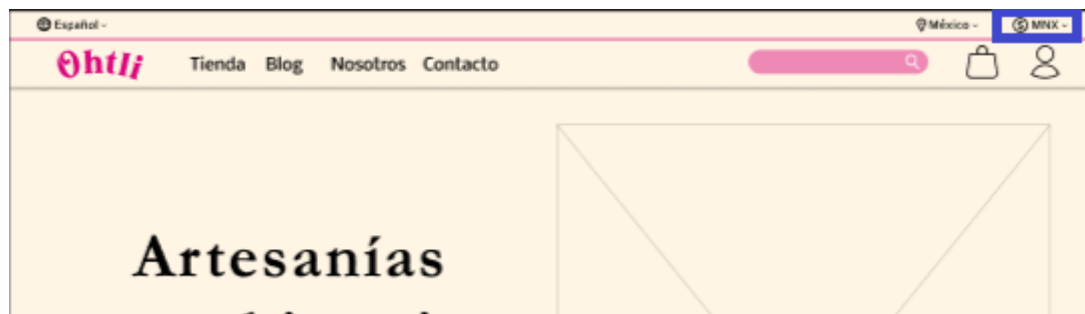 Español
México
MNX
Ohtli
Tienda Blog Nosotros Contacto
Artesanías